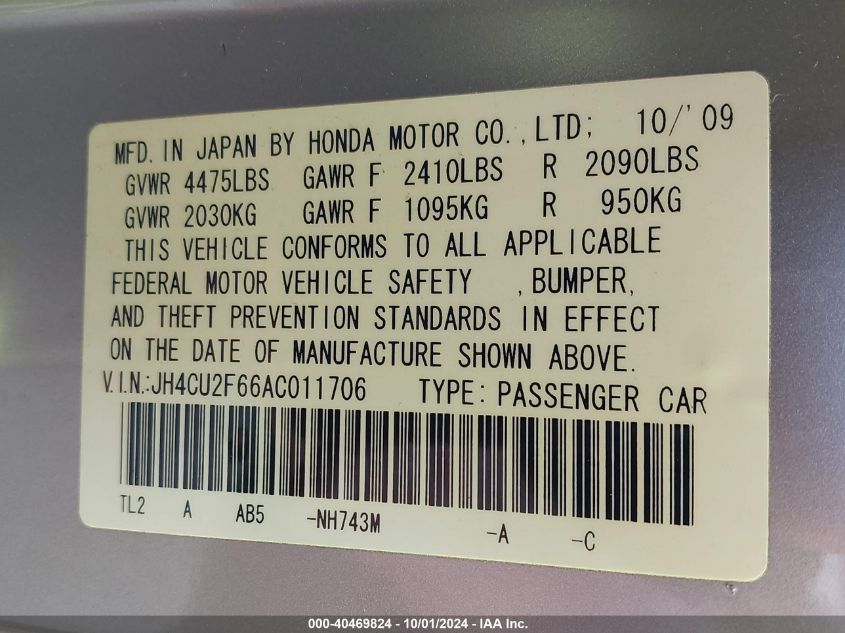 MFD. IN JAPAN BY HONDA MOTOR CO.,LTD; 10/'09
GVWR 4475LBS GAWR F 2410LBS R 2090LBS
GVWR 2030KG GAWR F 1095KG R 950KG
THIS VEHICLE CONFORMS TO ALL APPLICABLE
FEDERAL MOTOR VEHICLE SAFETY ,BUMPER,
AND THEFT PREVENTION STANDARDS IN EFFECT
ON THE DATE OF MANUFACTURE SHOWN ABOVE.
V.I.N.:JH4CU2F66AC011706 TYPE: PASSENGER CAR
TL2 A AB5 -NH743M -A -C
000-40469824 - 10/01/2024 - IAA Inc.